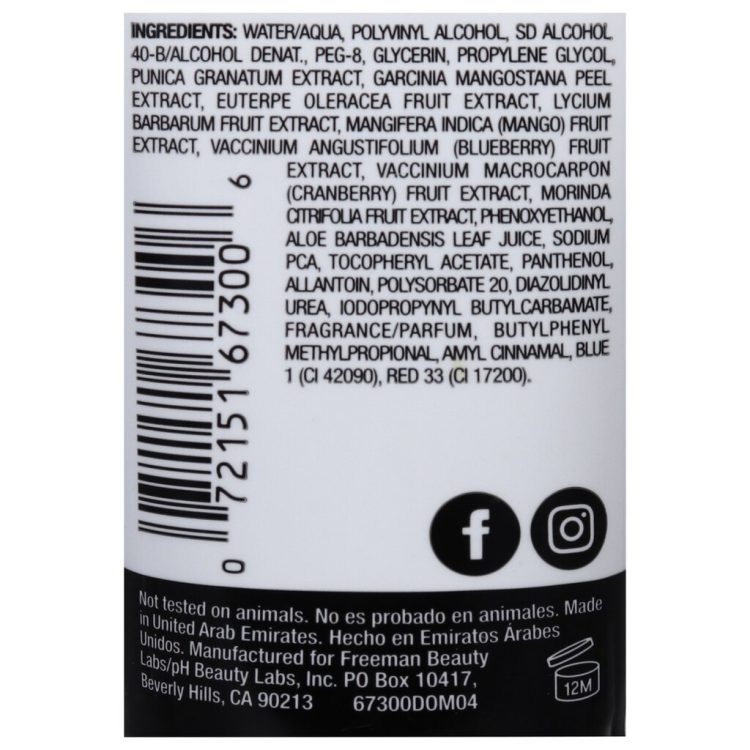 INGREDIENTS: WATER/AQUA, POLYVINYL ALCOHOL, SD ALCOHOL
40-B/ALCOHOL DENAT., PEG-8, GLYCERIN, PROPYLENE GLYCOL,
PUNICA GRANATUM EXTRACT, GARCINIA MANGOSTANA PEEL
EXTRACT, EUTERPE OLERACEA FRUIT EXTRACT, LYCIUM
BARBARUM FRUIT EXTRACT, MANGIFERA INDICA (MANGO) FRUIT
EXTRACT, VACCINIUM ANGUSTIFOLIUM (BLUEBERRY) FRUIT
EXTRACT, VACCINIUM MACROCARPON
(CRANBERRY) FRUIT EXTRACT, MORINDA
CITRIFOLIA FRUIT EXTRACT, PHENOXYETHANOL,
ALOE BARBADENSIS LEAF JUICE, SODIUM
PCA, TOCOPHERYL ACETATE, PANTHENOL,
ALLANTOIN, POLYSORBATE 20, DIAZOLIDINYL
UREA, IODOPROPYNYL BUTYLCARBAMATE,
FRAGRANCE/PARFUM, BUTYLPHENYL
METHYLPROPIONAL, AMYL CINNAMAL, BLUE
1 (CI 42090), RED 33 (CI 17200).
0 72151 67300 6
f
Not tested on animals. No es probado en animales. Made
in United Arab Emirates. Hecho en Emiratos Árabes
Unidos. Manufactured for Freeman Beauty
Labs/pH Beauty Labs, Inc. PO Box 10417,
Beverly Hills, CA 90213 67300DOM04
12M